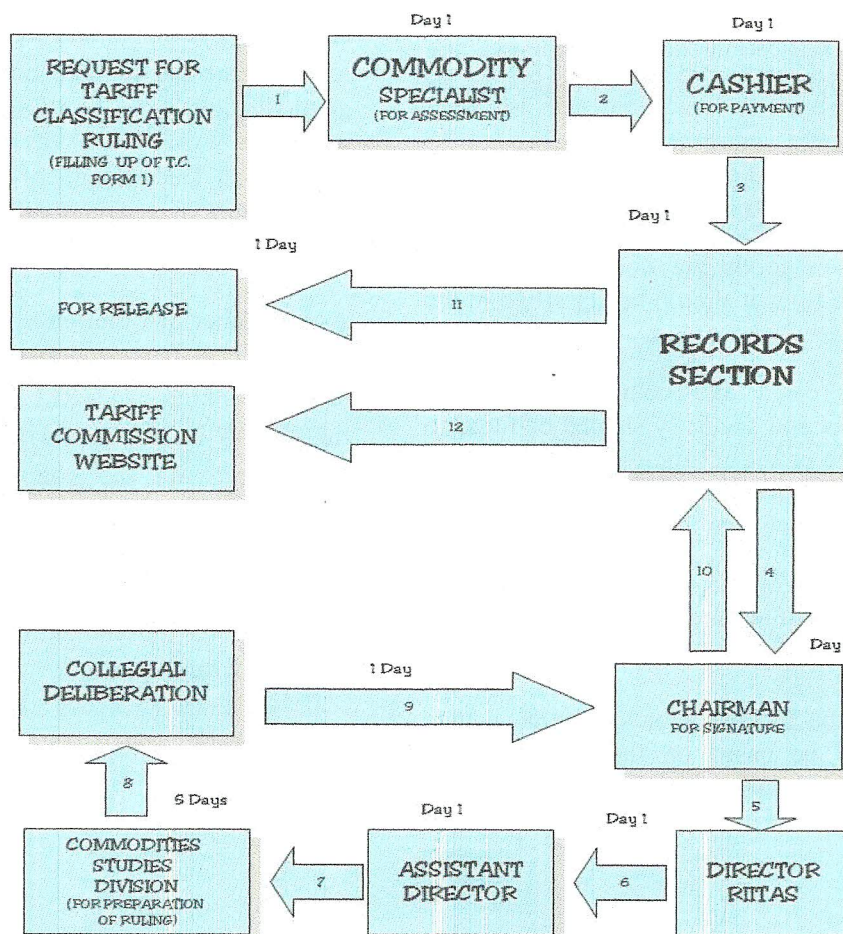 Day 1
Day 1
REQUEST FOR
TARIFF
CLASSIFICATION
RULING
(FILLING UP OF T.C.
FORM 1)
1
COMMODITY
SPECIALIST
(FOR ASSESSMENT)
2
CASHIER
(FOR PAYMENT)
3
Day 1
1 Day
FOR RELEASE
11
RECORDS
SECTION
TARIFF
COMMISSION
WEBSITE
12
10
4
Day
COLLEGIAL
DELIBERATION
1 Day
9
CHAIRMAN
FOR SIGNATURE
8
5 Days
Day 1
Day 1
5
COMMODITIES
STUDIES
DIVISION
(FOR PREPARATION
OF RULING)
7
ASSISTANT
DIRECTOR
6
DIRECTOR
RIITAS